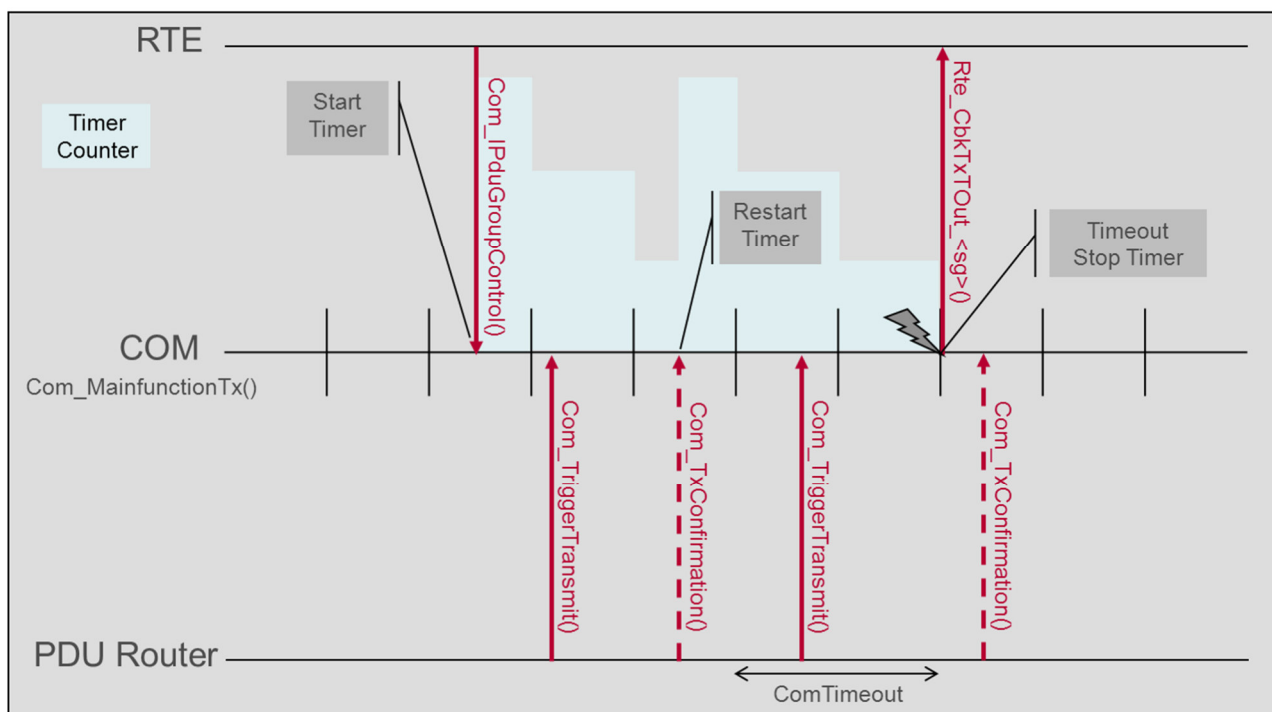 RTE
Timer
Counter
Start
Timer
Com_IPduGroupControl()
Restart
Timer
Rte_CbkTxTOut_<sg>()
Timeout
Stop Timer
COM
Com_MainfunctionTx()
Com_TriggerTransmit()
Com_TxConfirmation()
Com_TriggerTransmit()
Com_TxConfirmation()
PDU Router
ComTimeout